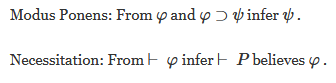 Modus Ponens: From φ and φ ⊃ ψ infer ψ .
Necessitation: From ⊢ φ infer ⊢ P believes φ .